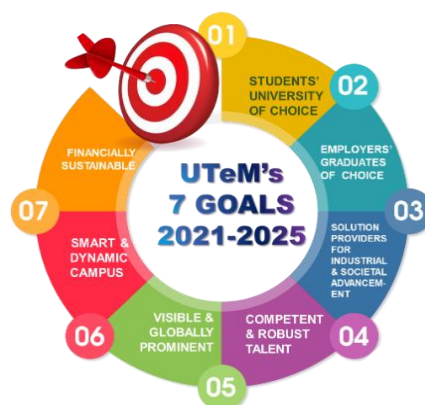 01
STUDENTS'
UNIVERSITY
OF CHOICE
02
EMPLOYERS'
GRADUATES
OF CHOICE
03
SOLUTION
PROVIDERS
FOR
INDUSTRIAL
& SOCIETAL
ADVANCEM-
ENT
04
COMPETENT
& ROBUST
TALENT
05
VISIBLE &
GLOBALLY
PROMINENT
06
SMART &
DYNAMIC
CAMPUS
07
FINANCIALLY
SUSTAINABLE
UTeM's
7 GOALS
2021-2025